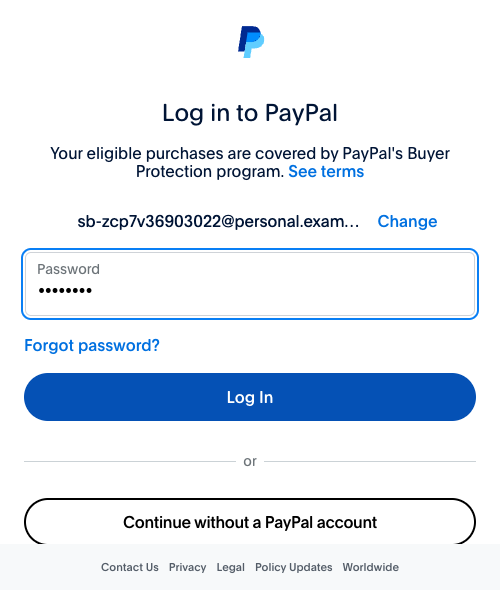 Log in to PayPal
Your eligible purchases are covered by PayPal's Buyer
Protection program. See terms
sb-zcp7v36903022@personal.exam... Change
Password
••••••••
Forgot password?
Log In
or
Continue without a PayPal account
Contact Us Privacy Legal Policy Updates Worldwide